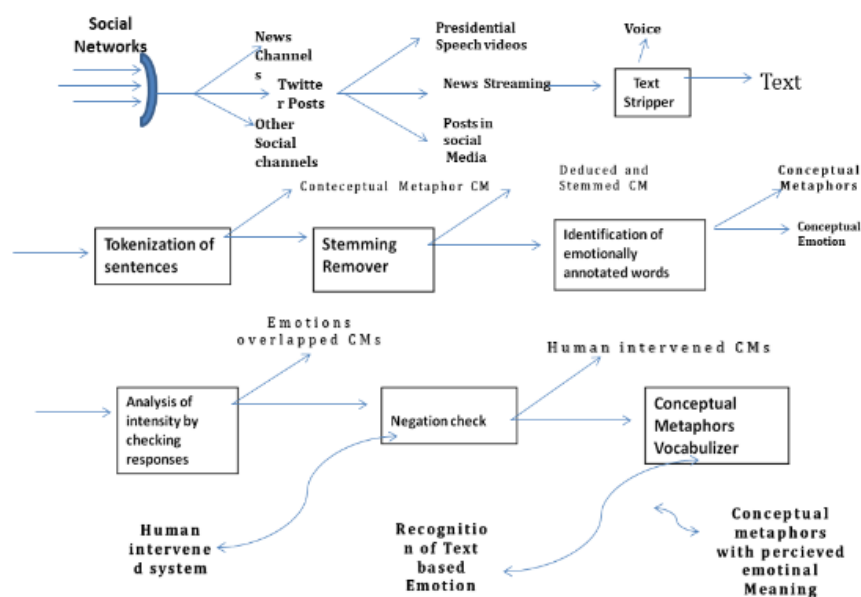 Social
Networks
News
Channel
s
Twitte
r Posts
Other
Social
channels
Presidential
Speech videos
News Streaming
Posts in
social
Media
Voice
Text
Stripper
Text
Conteceptual Metaphor CM
Deduced and
Stemmed CM
Conceptual
Metaphors
Conceptual
Emotion
Tokenization of
sentences
Stemming
Remover
Identification of
emotionally
annotated words
Emotions
overlapped CMs
Human intervened CMs
Analysis of
intensity by
checking
responses
Negation check
Conceptual
Metaphors
Vocabulizer
Human
intervene
d system
Recognitio
n of Text
based
Emotion
Conceptual
metaphors
with percieved
emotinal
Meaning